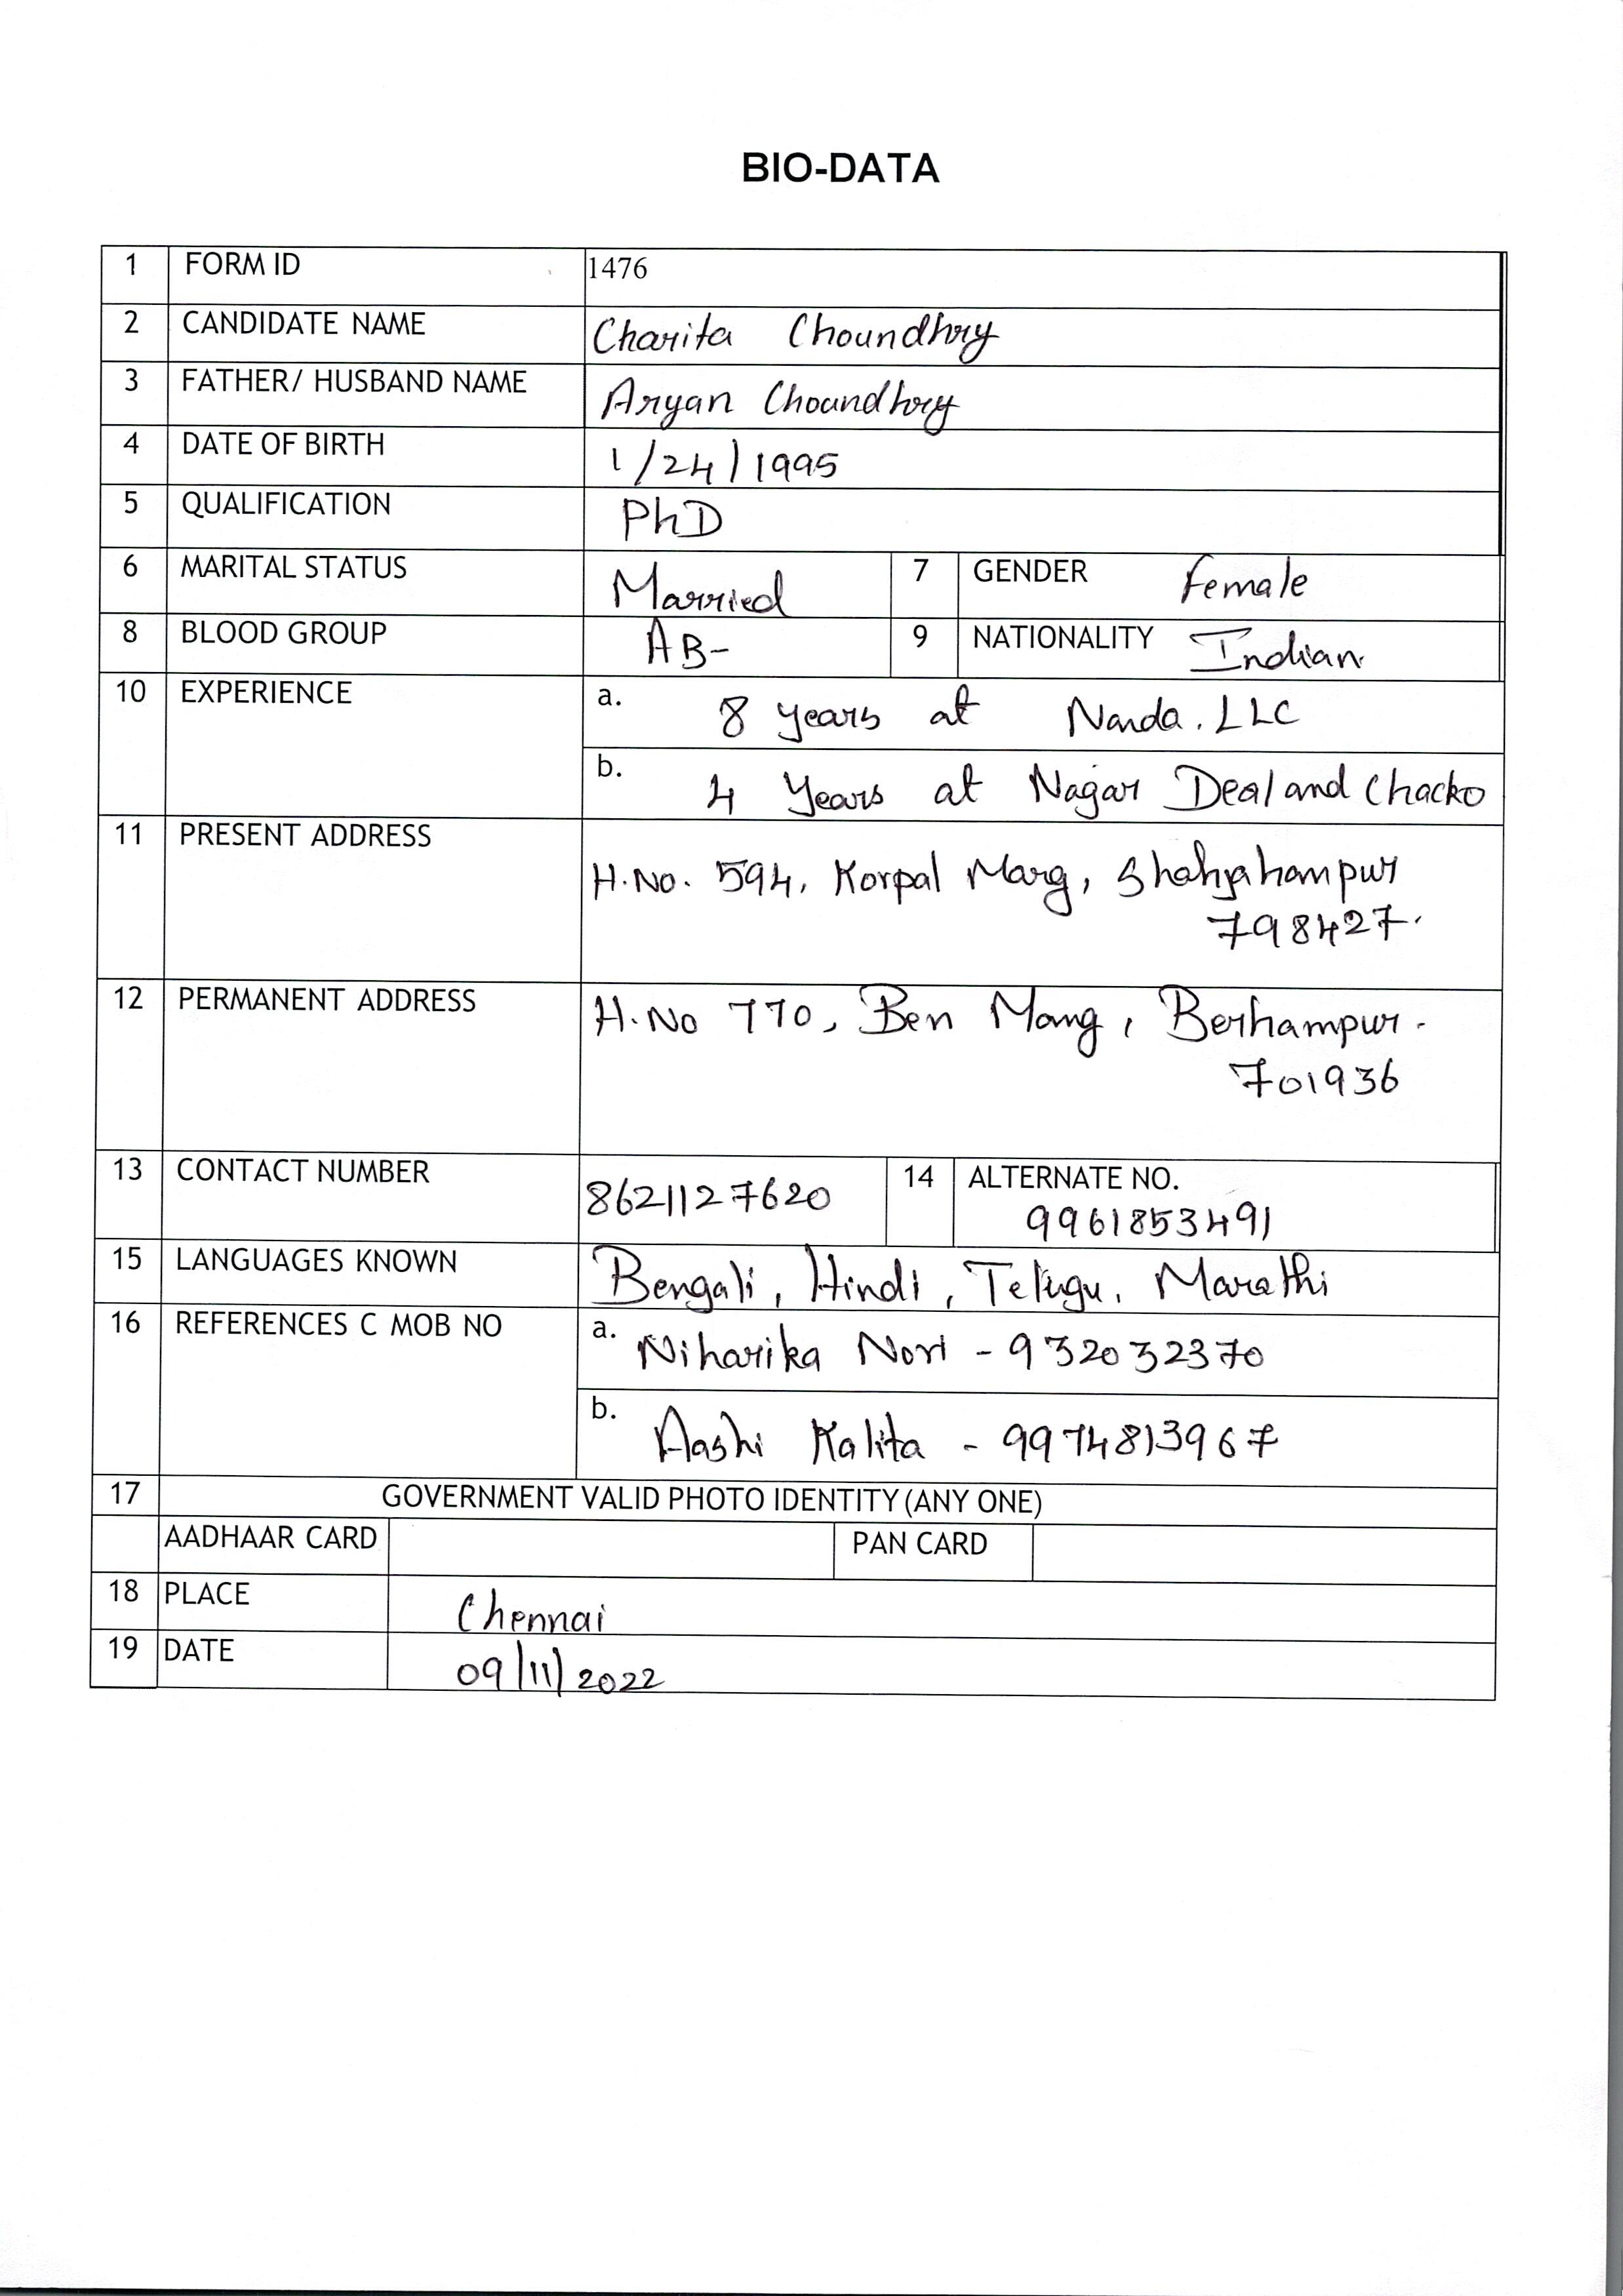 BIO-DATA
1 FORM ID 1476
2 CANDIDATE NAME Charita Choundhry
3 FATHER/ HUSBAND NAME Aryan Choundhry
4 DATE OF BIRTH 1/24/1995
5 QUALIFICATION PhD
6 MARITAL STATUS Married 7 GENDER Female
8 BLOOD GROUP AB- 9 NATIONALITY Indian
10 EXPERIENCE a. 8 years at Nanda. LLC
b. 4 Years at Nagar Deal and Chacko
11 PRESENT ADDRESS
H.No. 594, Korpal Marg, Shahjahampur
798427.
12 PERMANENT ADDRESS H.No 770, Ben Mang, Berhampur.
701936
13 CONTACT NUMBER 8621127620 14 ALTERNATE NO.
9961853491
15 LANGUAGES KNOWN Bengali, Hindi, Telugu, Marathi
16 REFERENCES C MOB NO a. Niharika Nori - 932032370
b. Aashi Kalita - 9974813967
17 GOVERNMENT VALID PHOTO IDENTITY (ANY ONE)
AADHAAR CARD PAN CARD
18 PLACE Chennai
19 DATE 09/11/2022